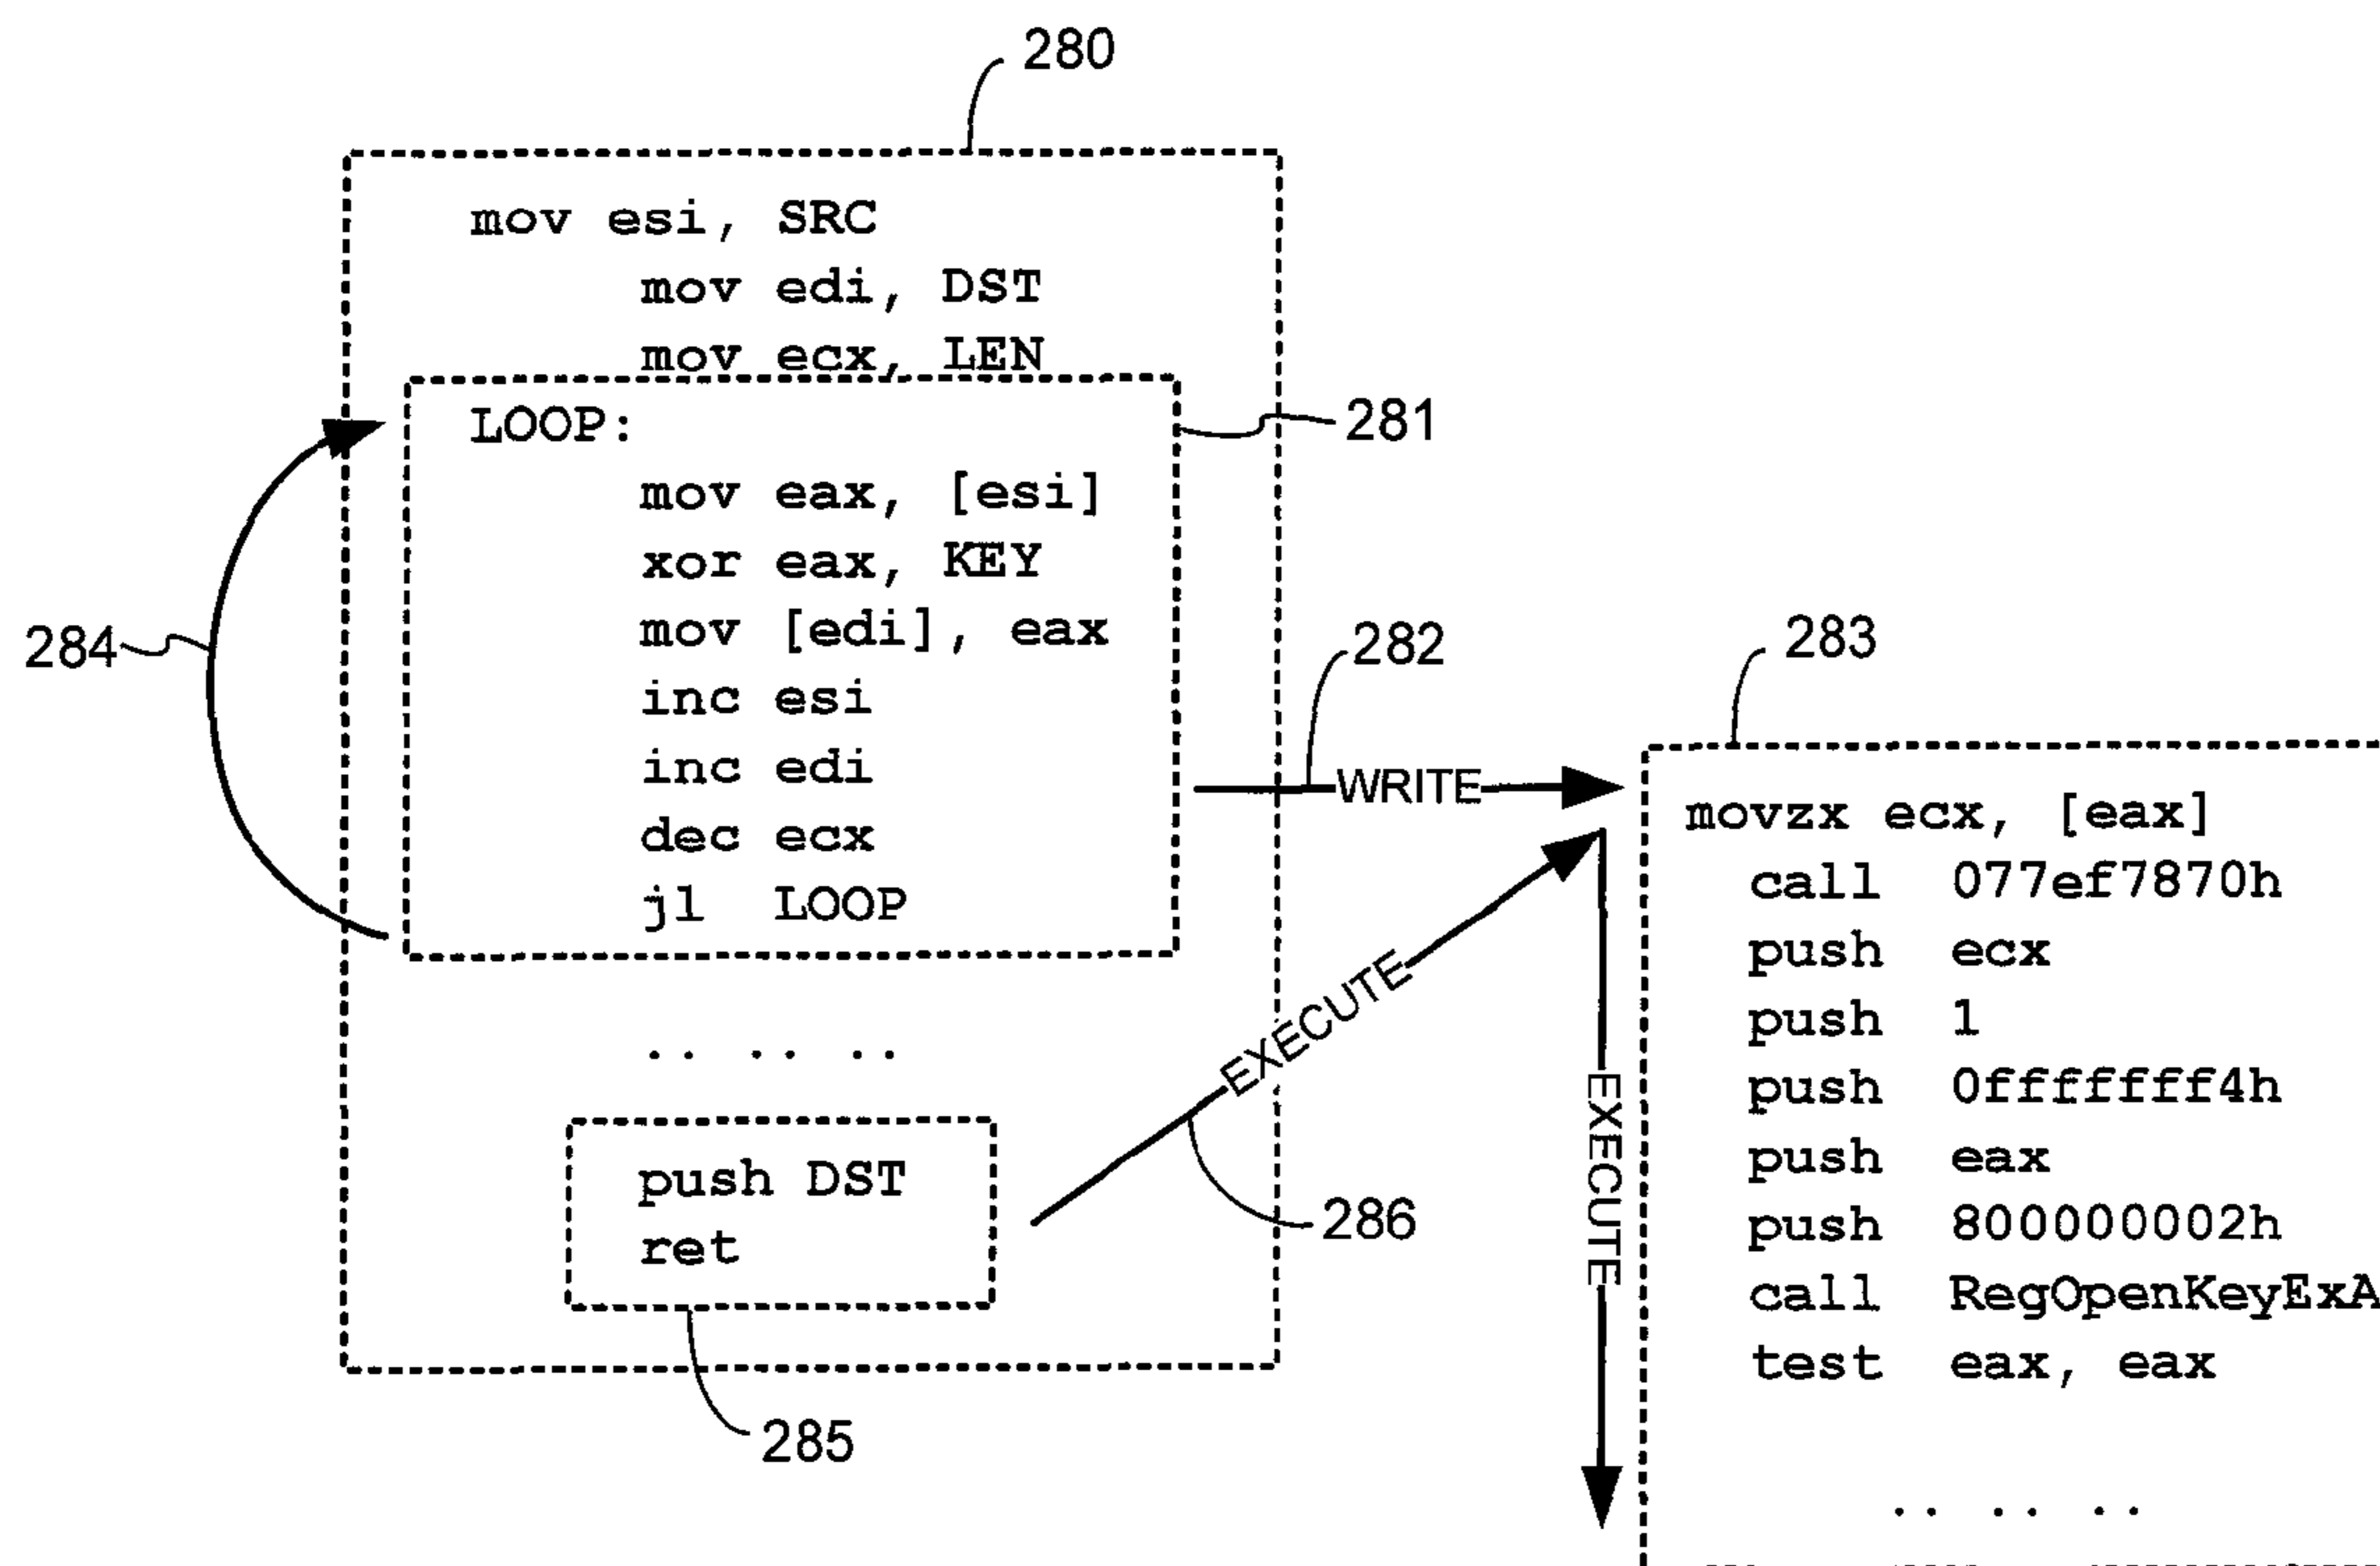 280
mov esi, SRC
mov edi, DST
mov ecx, LEN
LOOP:
281
mov eax, [esi]
xor eax, KEY
mov [edi], eax
284
282
283
inc esi
inc edi
WRITE
dec ecx
jl LOOP
movzx ecx, [eax]
call 077ef7870h
push ecx
push 1
push 0fffffff4h
push eax
push 800000002h
call RegOpenKeyExA
test eax, eax
.. .. ..
EXECUTE
EXECUTE
.. .. ..
push DST
ret
286
285